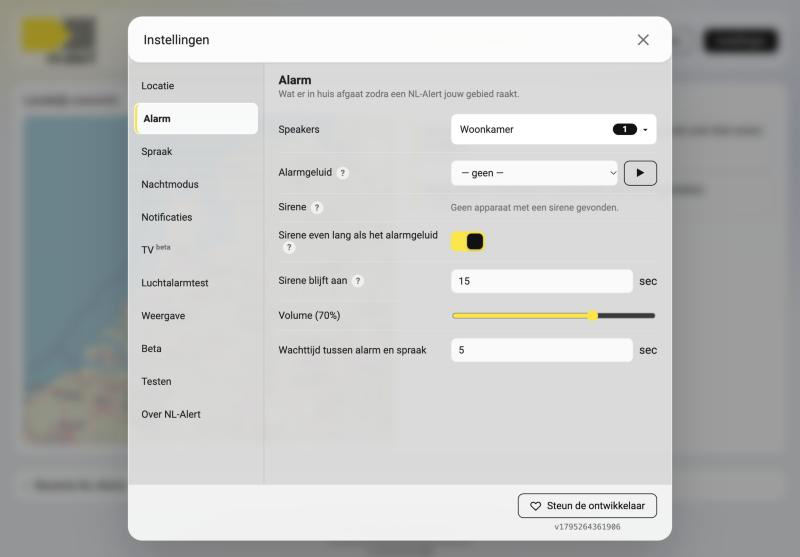 Instellingen
Locatie
Alarm
Spraak
Nachtmodus
Notificaties
TV beta
Luchtalarmtest
Weergave
Beta
Testen
Over NL-Alert
Alarm
Wat er in huis afgaat zodra een NL-Alert jouw gebied raakt.
Speakers
Woonkamer
1
Alarmgeluid ?
— geen —
Sirene ?
Geen apparaat met een sirene gevonden.
Sirene even lang als het alarmgeluid
?
Sirene blijft aan ?
15
sec
Volume (70%)
Wachttijd tussen alarm en spraak
5
sec
Steun de ontwikkelaar
v1795264361906